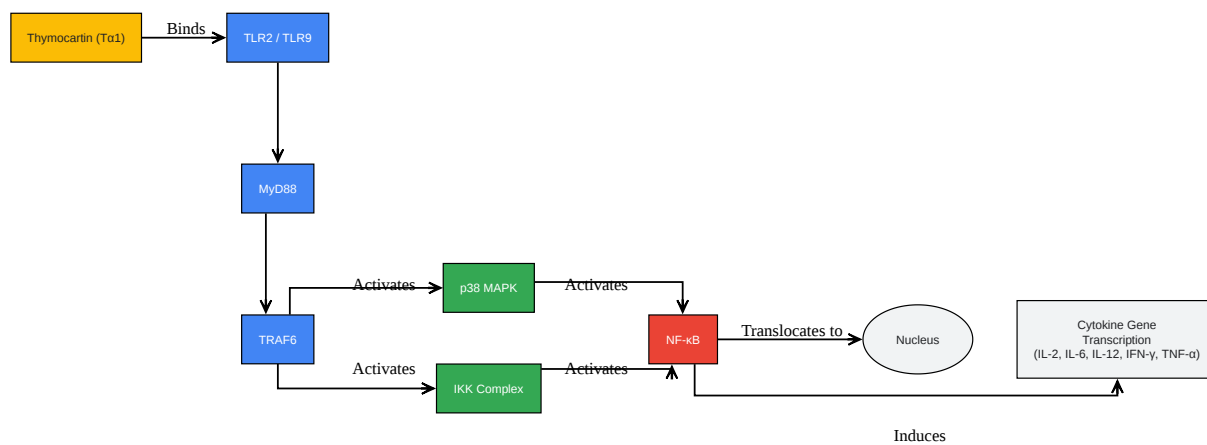 Thymocartin (Tα1)
Binds
TLR2 / TLR9
MyD88
TRAF6
Activates
p38 MAPK
Activates
Activates
IKK Complex
Activates
NF-κB
Translocates to
Nucleus
Cytokine Gene
Transcription
(IL-2, IL-6, IL-12, IFN-γ, TNF-α)
Induces